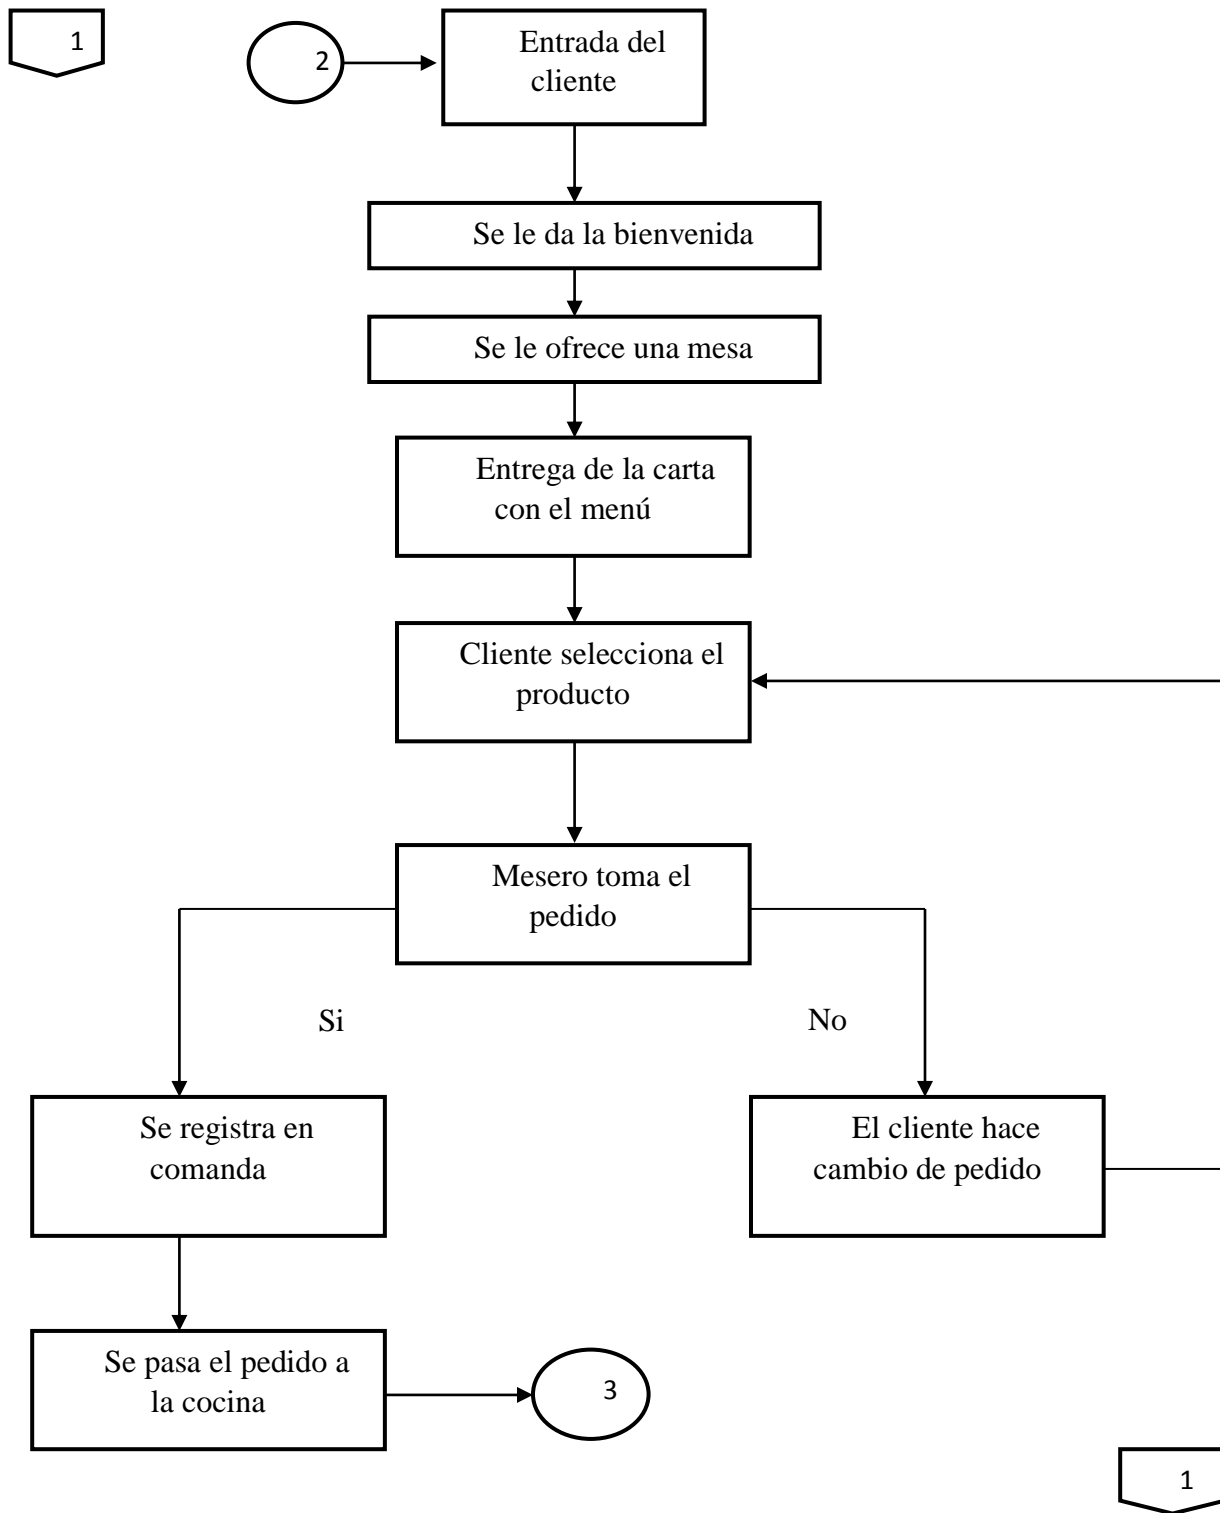 1
2
Entrada del
cliente
Se le da la bienvenida
Se le ofrece una mesa
Entrega de la carta
con el menú
Cliente selecciona el
producto
Mesero toma el
pedido
Si
No
Se registra en
comanda
El cliente hace
cambio de pedido
Se pasa el pedido a
la cocina
3
1